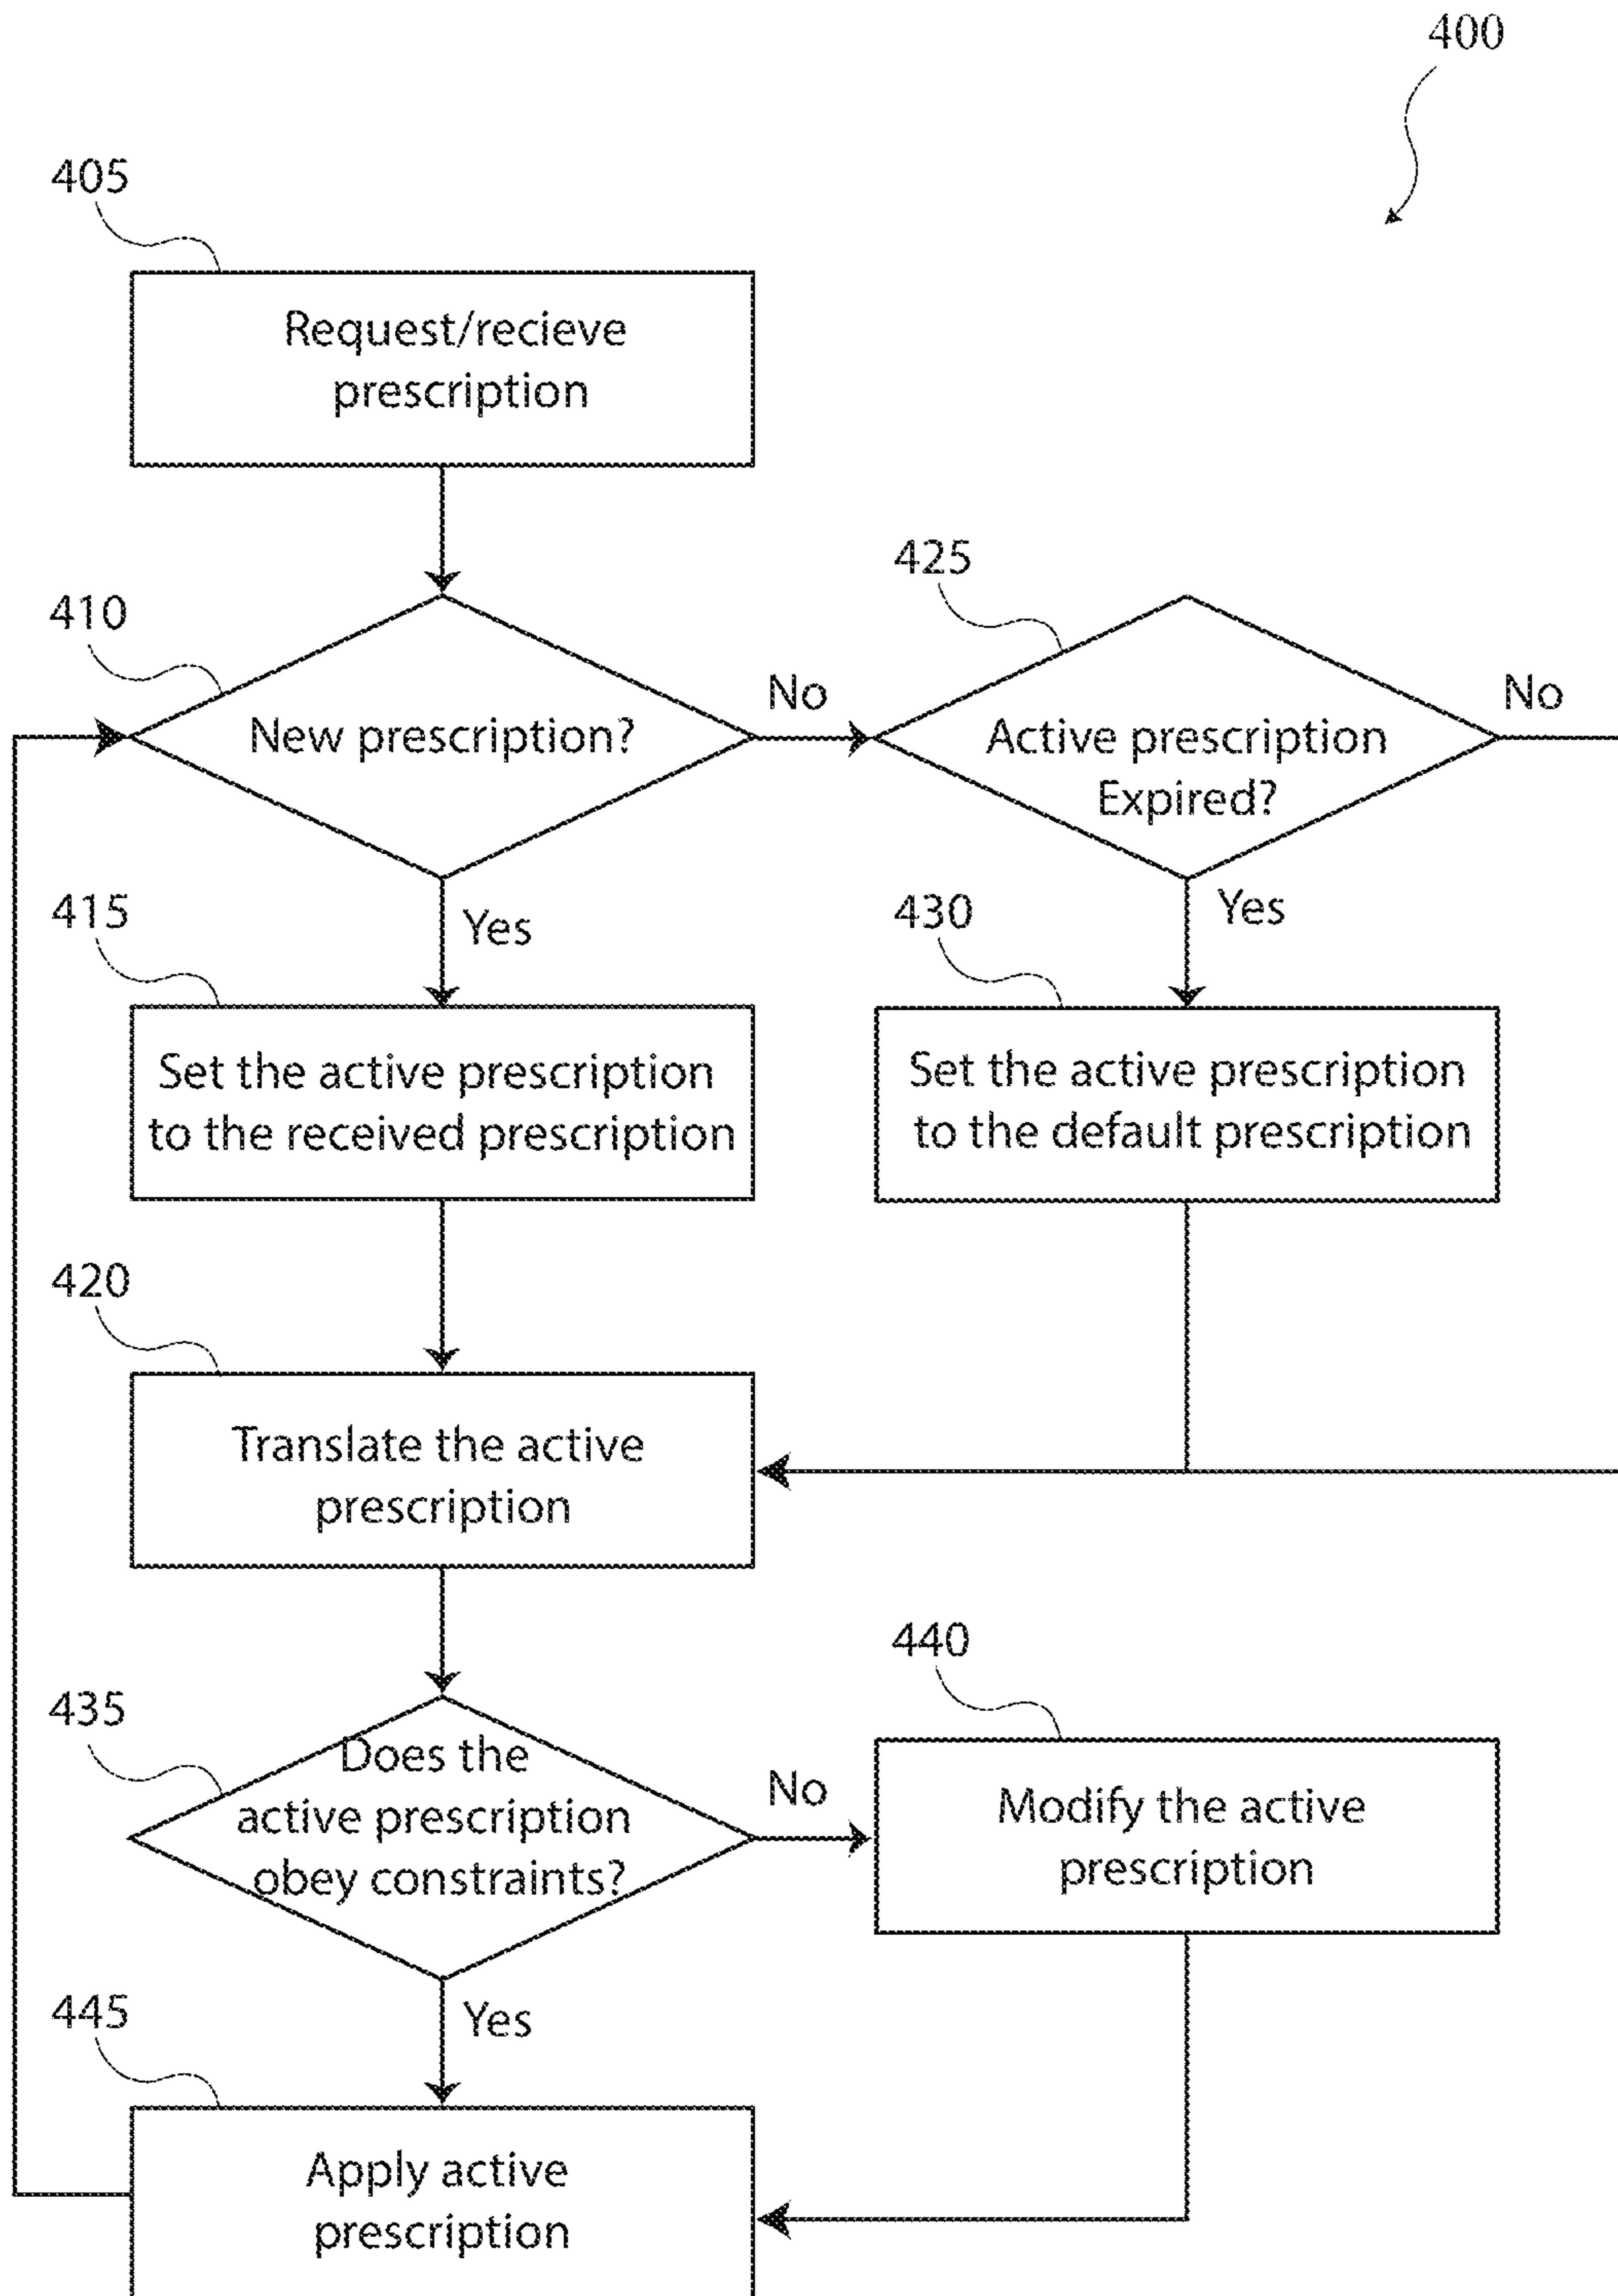 400
405
Request/recieve
prescription
410
New prescription?
No
425
Active prescription
Expired?
No
Yes
Yes
415
Set the active prescription
to the received prescription
430
Set the active prescription
to the default prescription
420
Translate the active
prescription
435
Does the
active prescription
obey constraints?
No
440
Modify the active
prescription
Yes
445
Apply active
prescription